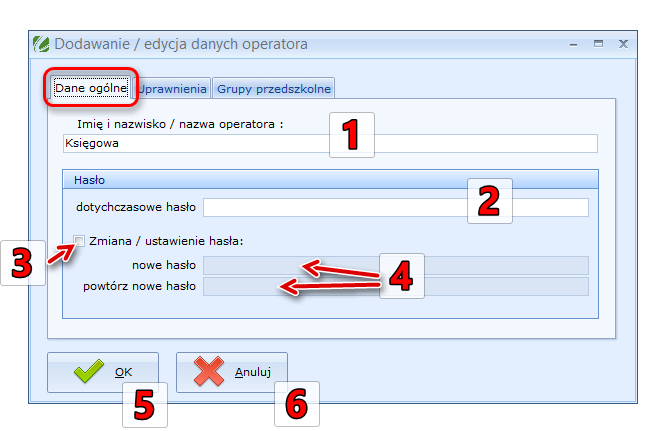 Dodawanie / edycja danych operatora
Dane ogólne Uprawnienia Grupy przedszkolne
Imię i nazwisko / nazwa operatora :
1
Księgowa
Hasło
2
dotychczasowe hasło
3
Zmiana / ustawienie hasła:
nowe hasło
4
powtórz nowe hasło
OK Anuluj
5 6